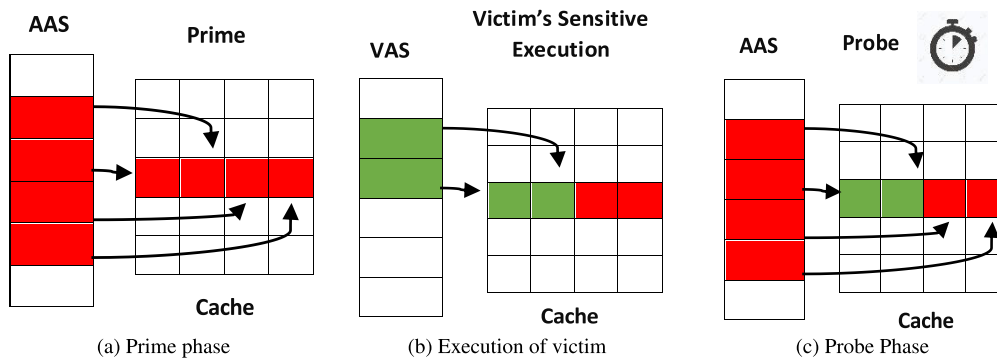 AAS
Prime
Cache
(a) Prime phase
Victim's Sensitive
Execution
VAS
Cache
(b) Execution of victim
AAS
Probe
Cache
(c) Probe Phase